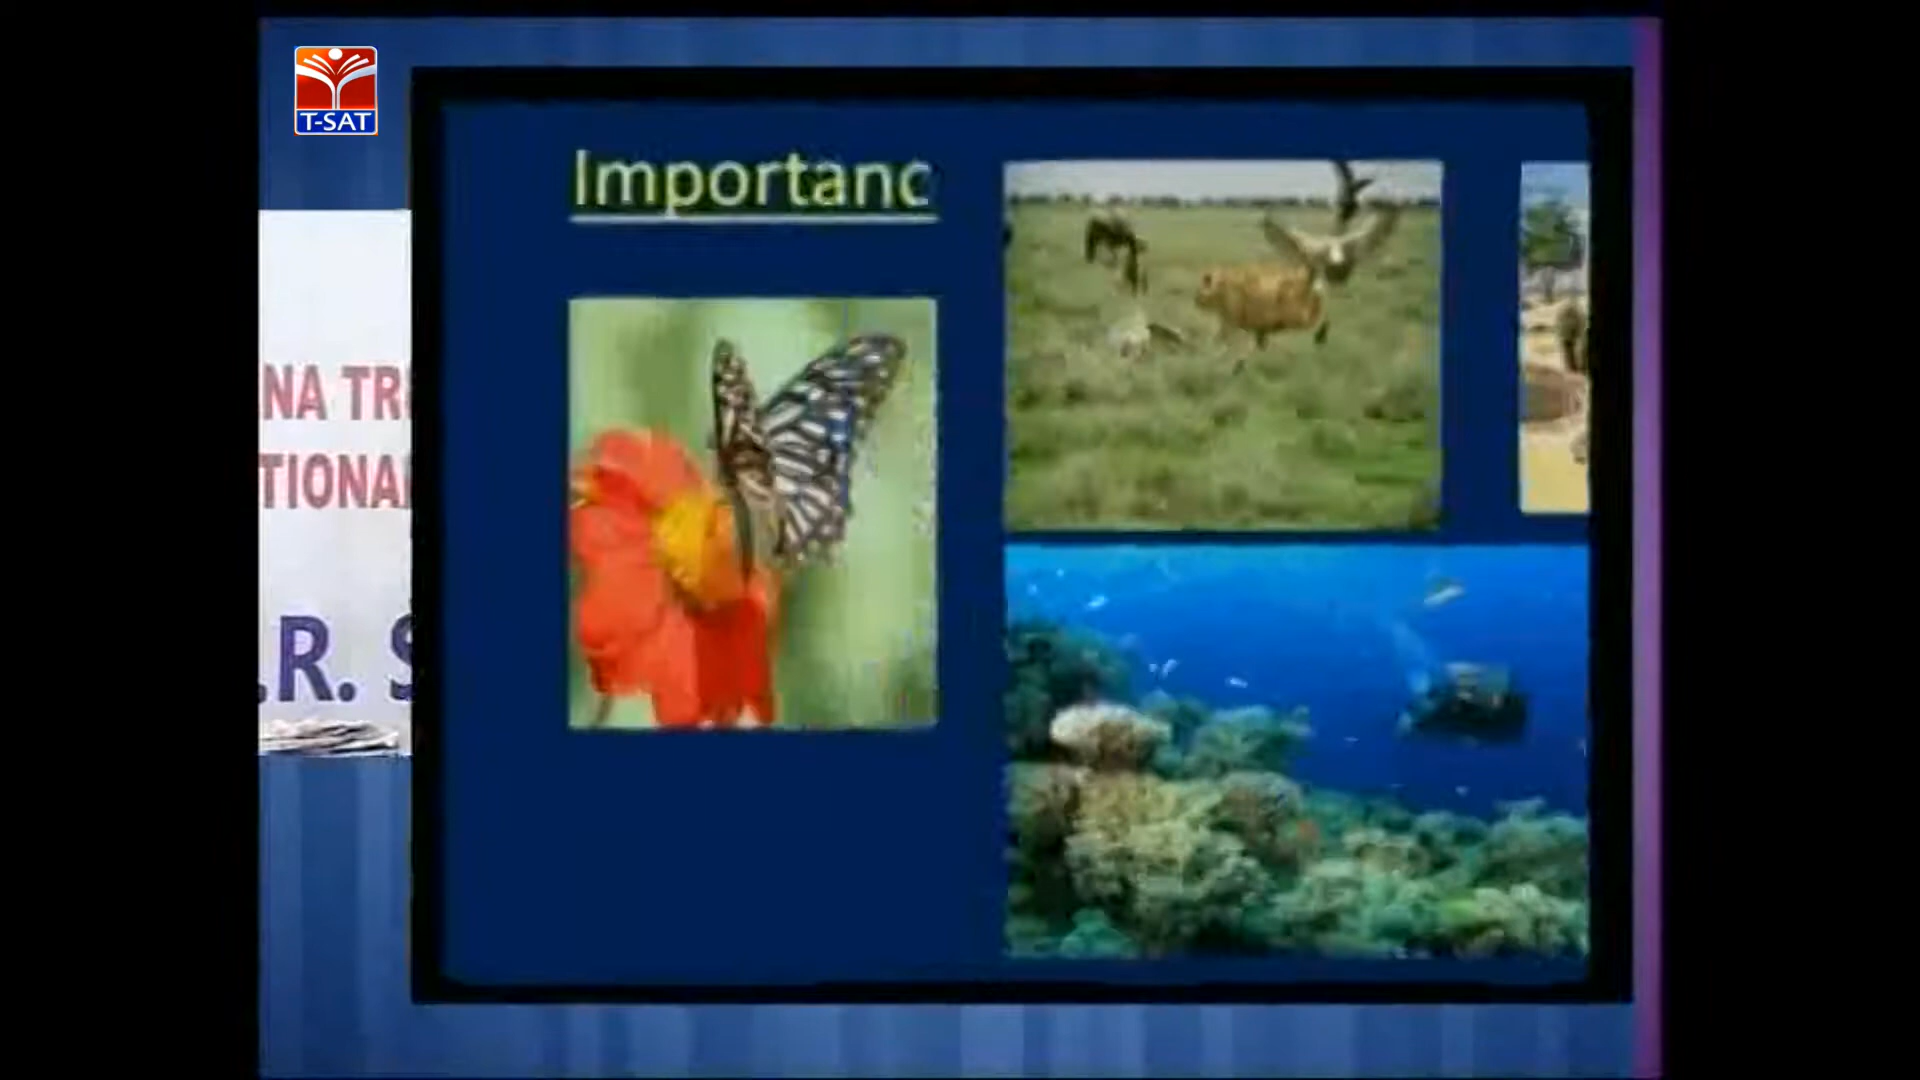 T-SAT
Importanc
NA TR
TIONA
.R. S